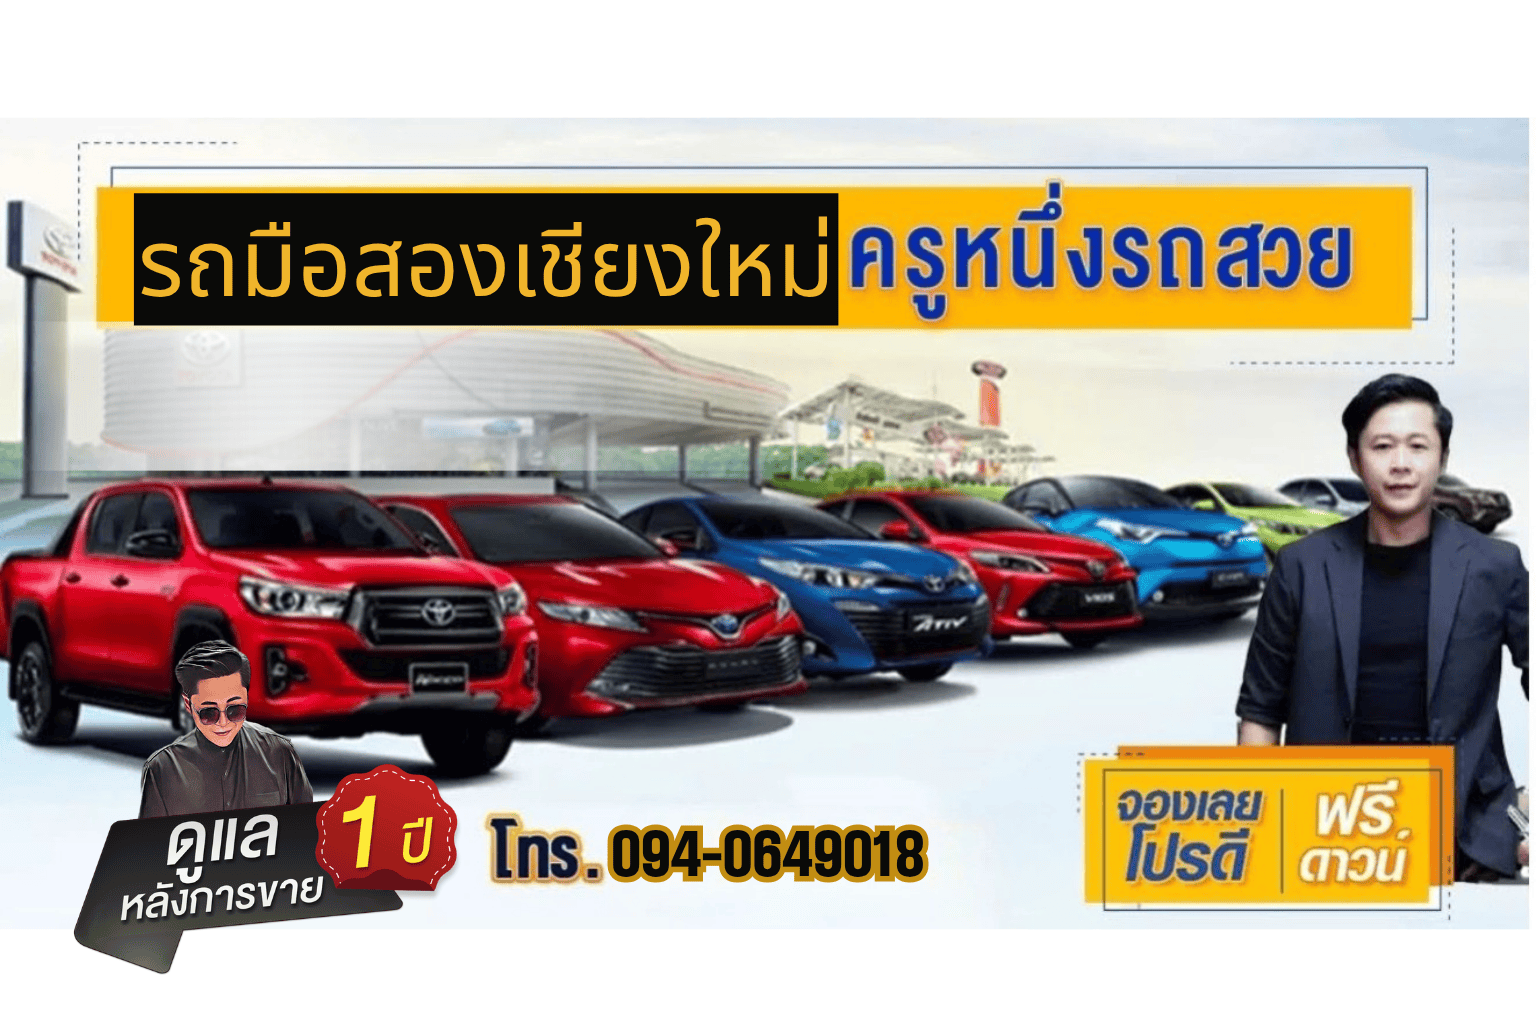 รถมือสองเชียงใหม่ ครูหนึ่งรถสวย
ATIV
VIOS
ดูแล
หลังการขาย
1 ปี
โทร. 094-0649018
จองเลย
โปรดี
ฟรี
ดาวน์